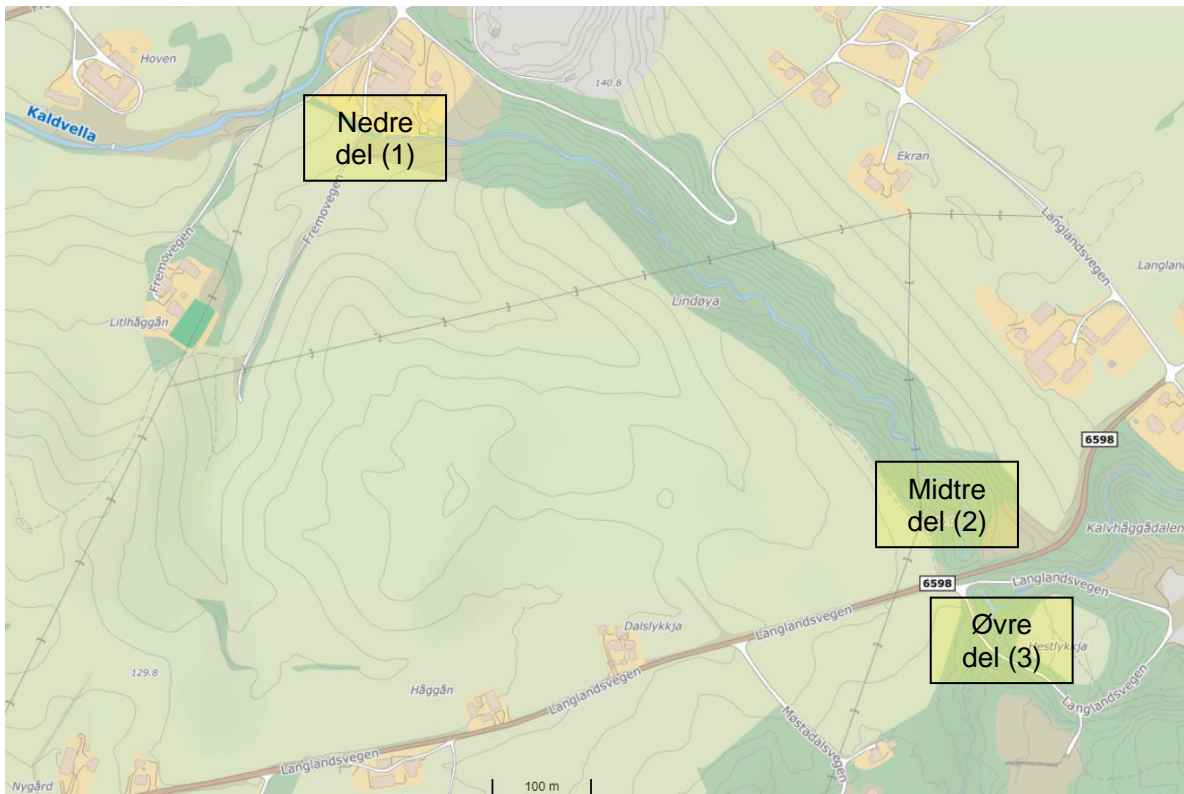 Hoven
Kaldvella
140.8
Nedre
del (1)
Ekran
Langlandsvegen
Fremovegen
Fremovegen
Lindøya
Litlhåggån
6598
Midtre
del (2)
Kalvhåggådalen
6598
Langlandsvegen
Langlandsvegen
Øvre
del (3)
Dalslykkja
Langlandsvegen
Langlandsvegen
129.8
Håggån
Møstadalsvegen
Langlandsvegen
Nygård
100 m